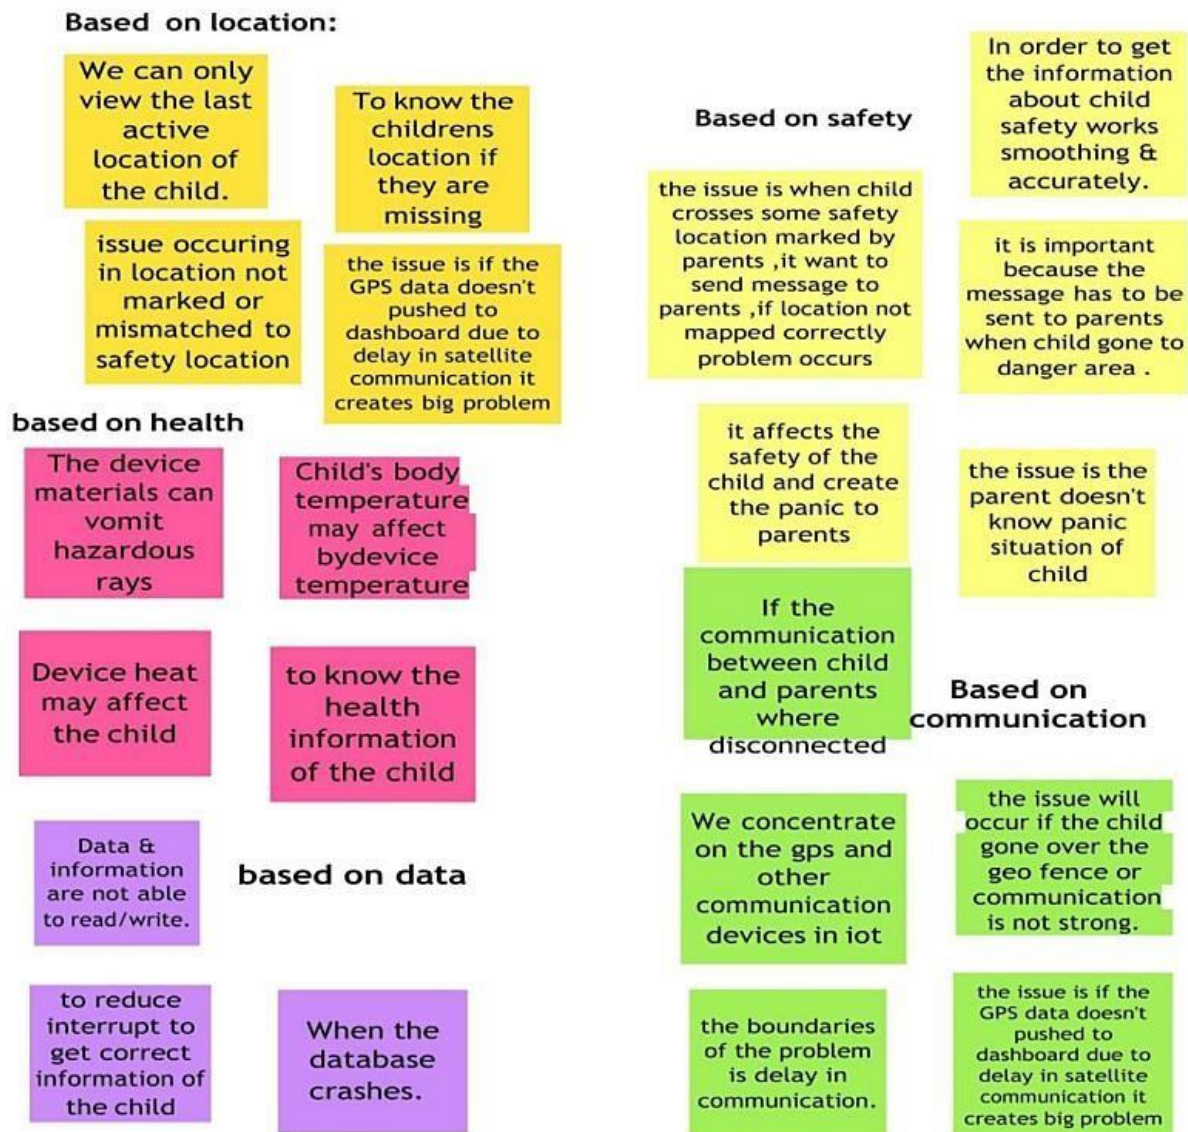 Based on location:
We can only
view the last
active
location of
the child.
To know the
childrens
location if
they are
missing
issue occuring
in location not
marked or
mismatched to
safety location
the issue is if the
GPS data doesn't
pushed to
dashboard due to
delay in satellite
communication it
creates big problem
based on health
The device
materials can
vomit
hazardous
rays
Child's body
temperature
may affect
bydevice
temperature
Device heat
may affect
the child
to know the
health
information
of the child
Data &
information
are not able
to read/write.
based on data
to reduce
interrupt to
get correct
information of
the child
When the
database
crashes.
Based on safety
In order to get
the information
about child
safety works
smoothing &
accurately.
the issue is when child
crosses some safety
location marked by
parents ,it want to
send message to
parents ,if location not
mapped correctly
problem occurs
it is important
because the
message has to be
sent to parents
when child gone to
danger area .
it affects the
safety of the
child and create
the panic to
parents
the issue is the
parent doesn't
know panic
situation of
child
If the
communication
between child
and parents
where
disconnected
Based on
communication
We concentrate
on the gps and
other
communication
devices in iot
the issue will
occur if the child
gone over the
geo fence or
communication
is not strong.
the boundaries
of the problem
is delay in
communication.
the issue is if the
GPS data doesn't
pushed to
dashboard due to
delay in satellite
communication it
creates big problem